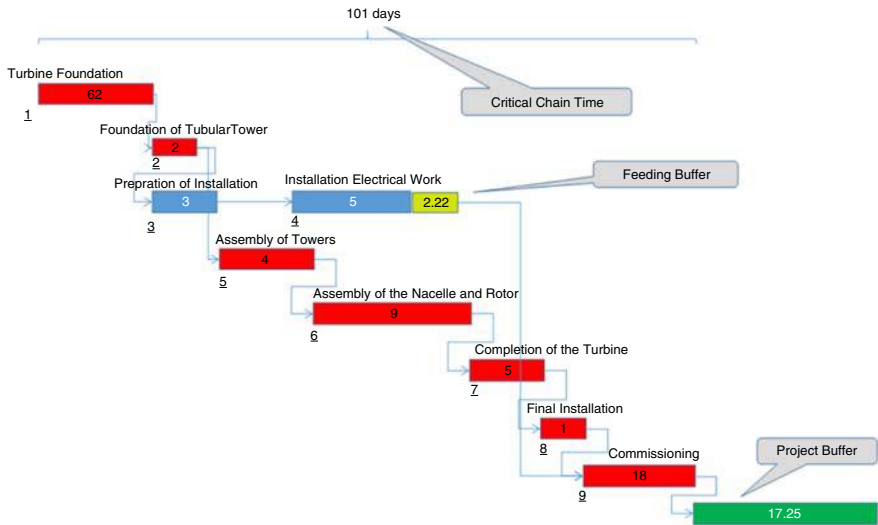 101 days
Critical Chain Time
Turbine Foundation
62
1
Foundation of TubularTower
2
2
Prepration of Installation
3
3
Installation Electrical Work
5
2.22
4
Feeding Buffer
Assembly of Towers
4
5
Assembly of the Nacelle and Rotor
9
6
Completion of the Turbine
5
7
Final Installation
1
8
Commissioning
18
9
Project Buffer
17.25